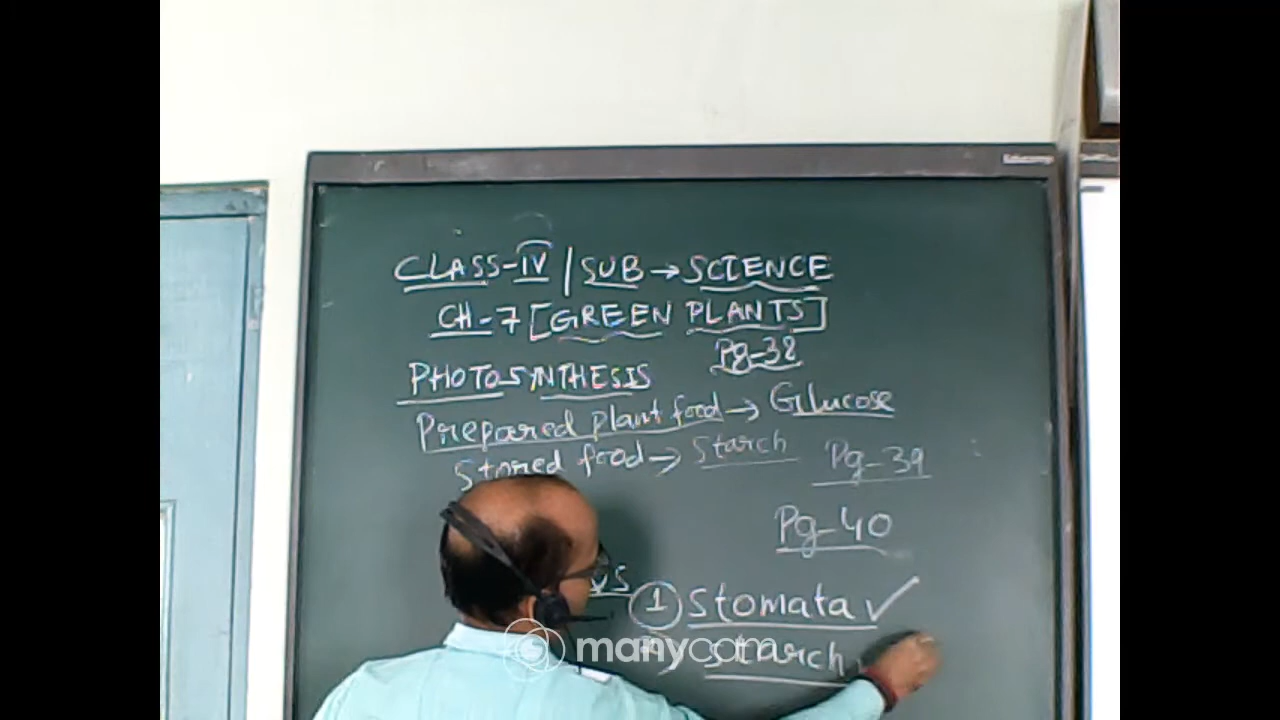 CLASS-IV | SUB → SCIENCE
CH-7 [GREEN PLANTS]
Pg-38
PHOTOSYNTHESIS
Prepared plant food → Glucose
Stored food → Starch
Pg-39
Pg-40
① Stomata ✓
starch
manycam